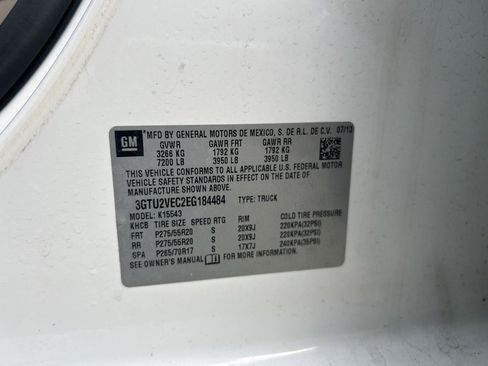 GM MFD BY GENERAL MOTORS DE MEXICO, S. DE R.L. DE C.V. 07/13
GVWR GAWR FRT GAWR RR
3266 KG 1792 KG 1792 KG
7200 LB 3950 LB 3950 LB
THIS VEHICLE CONFORMS TO ALL APPLICABLE U.S. FEDERAL MOTOR
VEHICLE SAFETY STANDARDS IN EFFECT ON THE DATE OF
MANUFACTURE SHOWN ABOVE.
3GTU2VEC2EG184484 TYPE: TRUCK
MODEL: K15543
KHCB TIRE SIZE SPEED RTG RIM COLD TIRE PRESSURE
FRT P275/55R20 S 20X9J 220KPA(32PSI)
RR P275/55R20 S 20X9J 220KPA(32PSI)
SPA P265/70R17 S 17X7J 240KPA(35PSI)
SEE OWNER'S MANUAL FOR MORE INFORMATION.